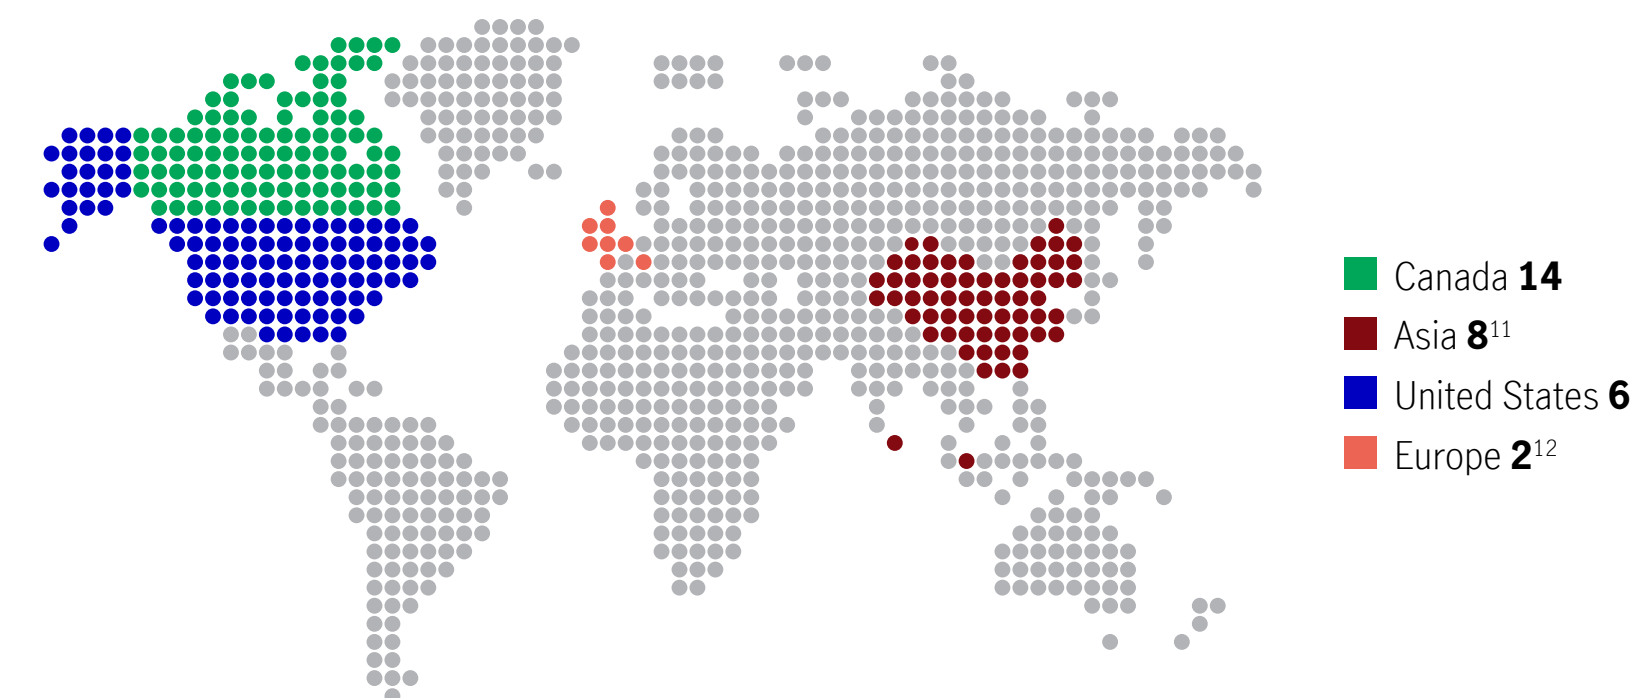 Canada 14
Asia 8¹¹
United States 6
Europe 2¹²